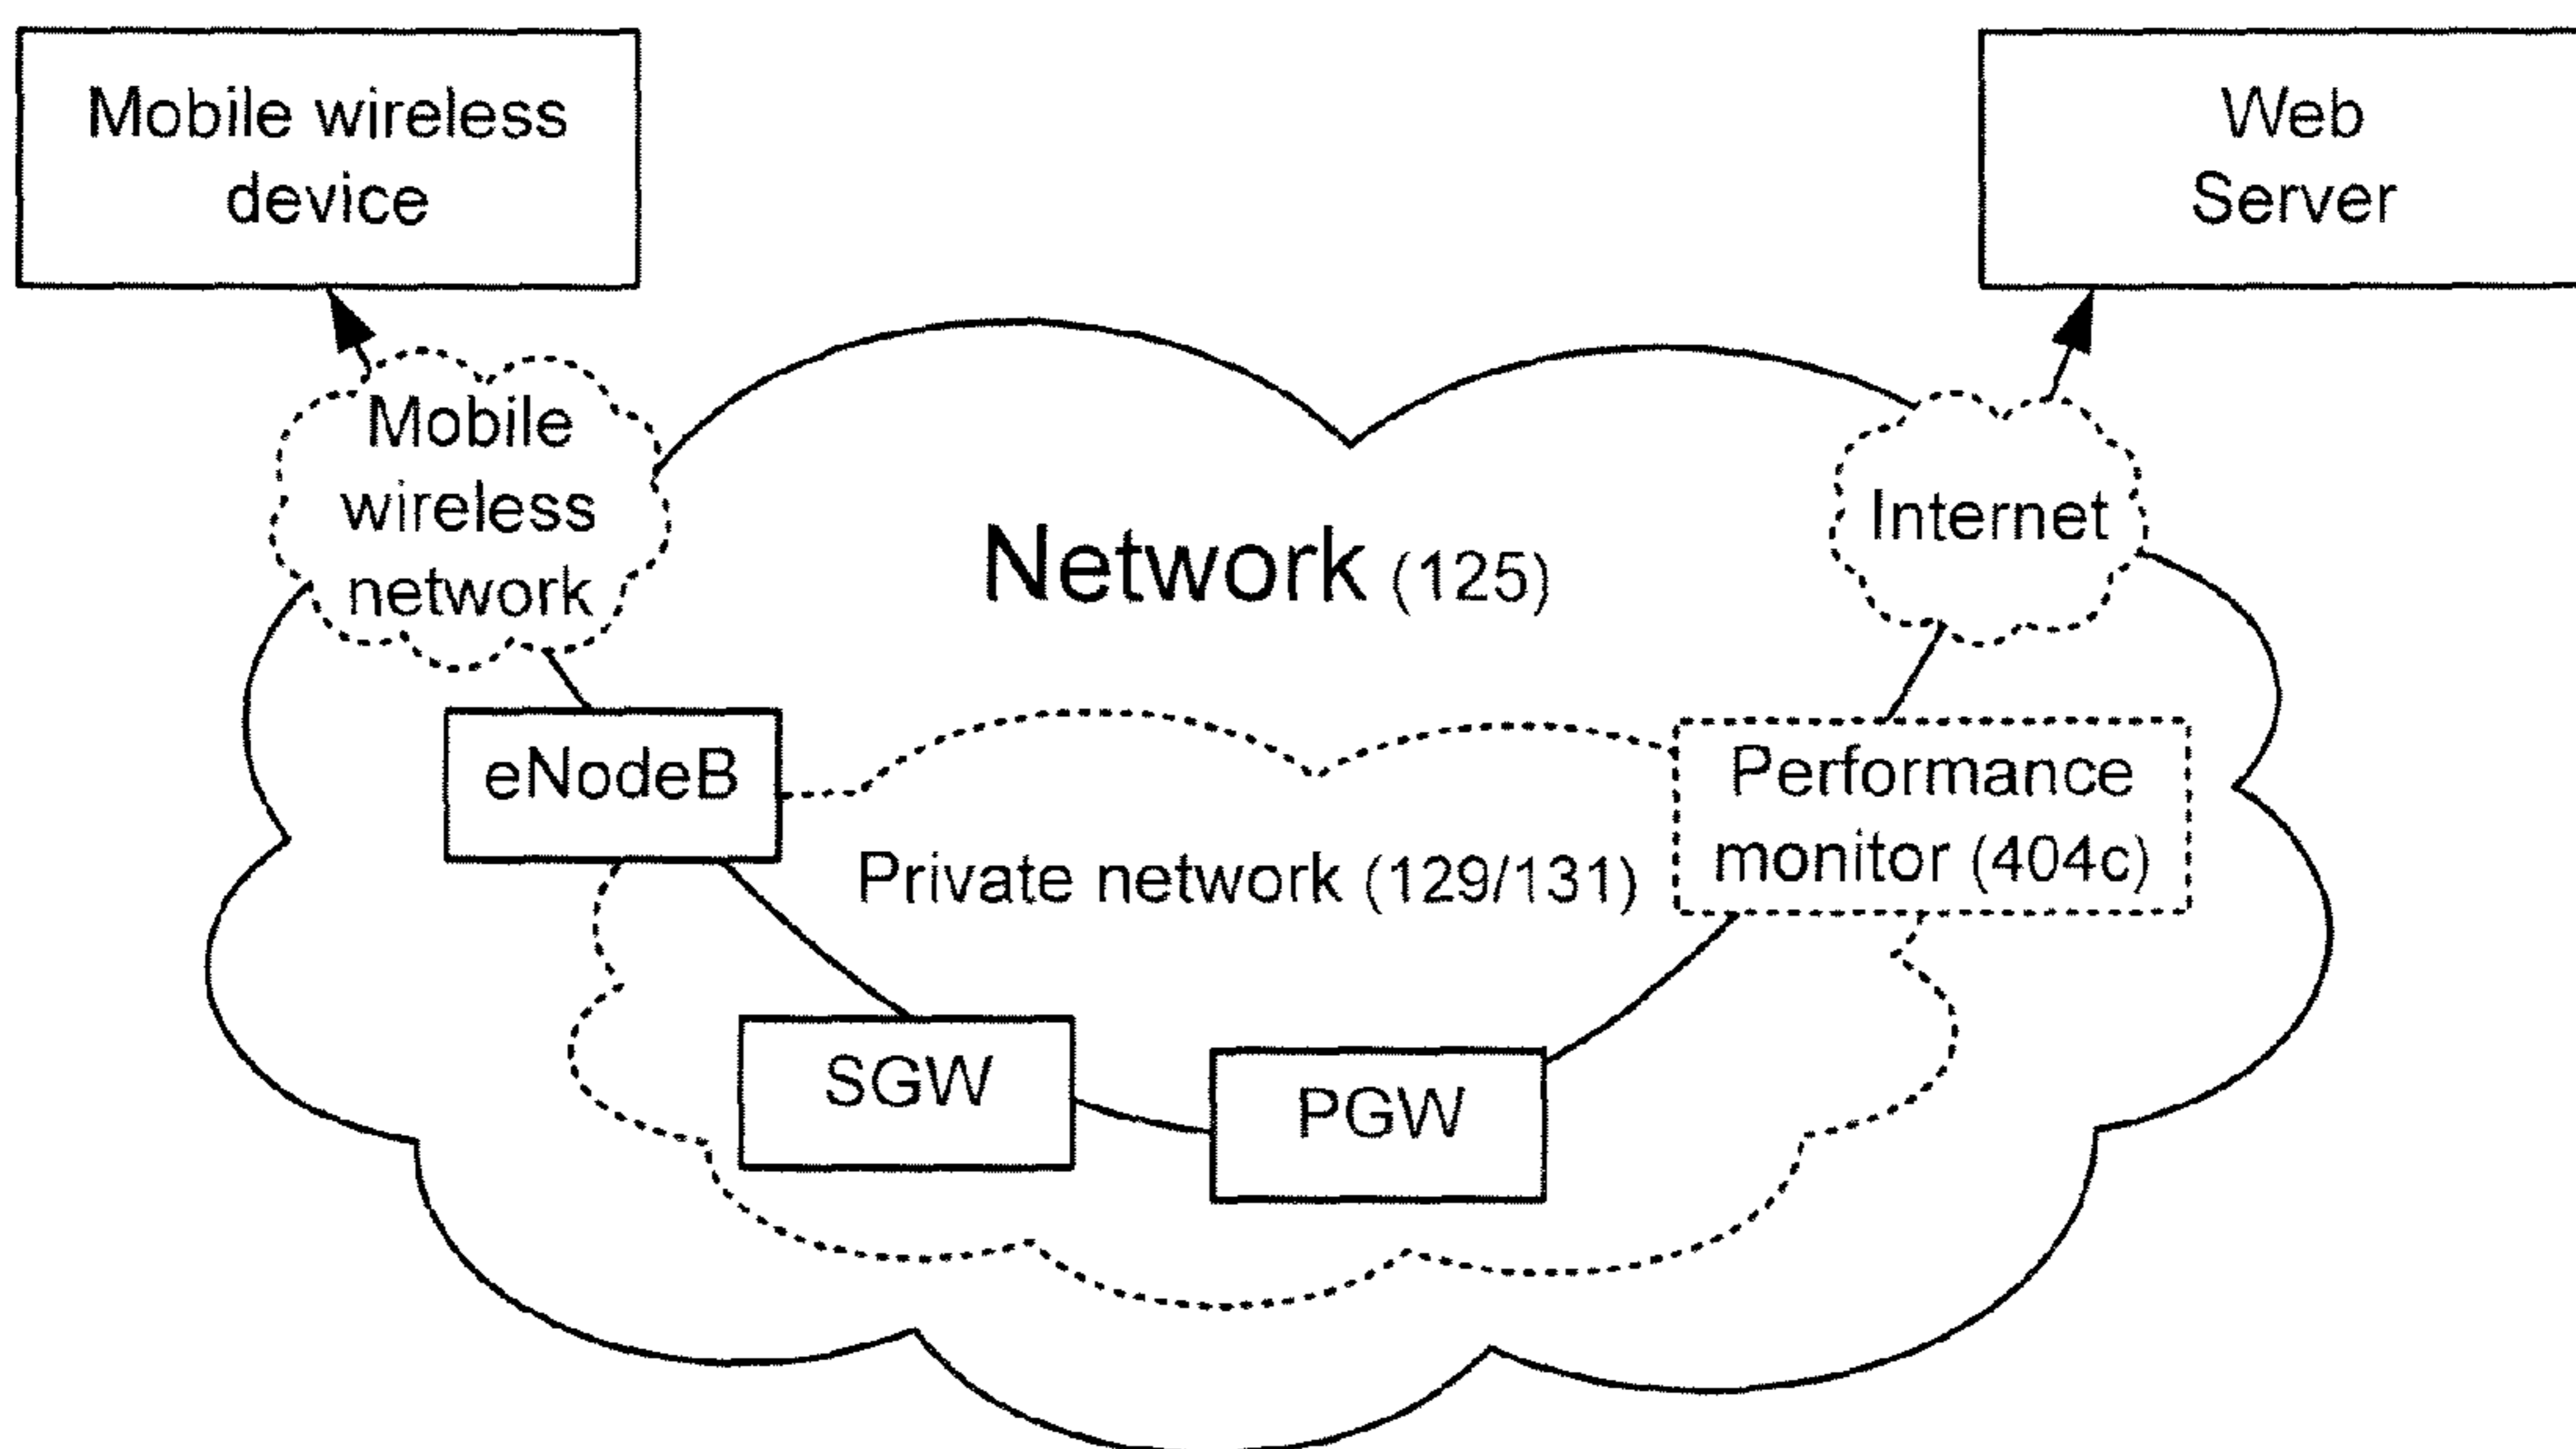 Mobile wireless
device
Web
Server
Mobile
wireless
network
Internet
Network (125)
eNodeB
Performance
monitor (404c)
Private network (129/131)
SGW
PGW